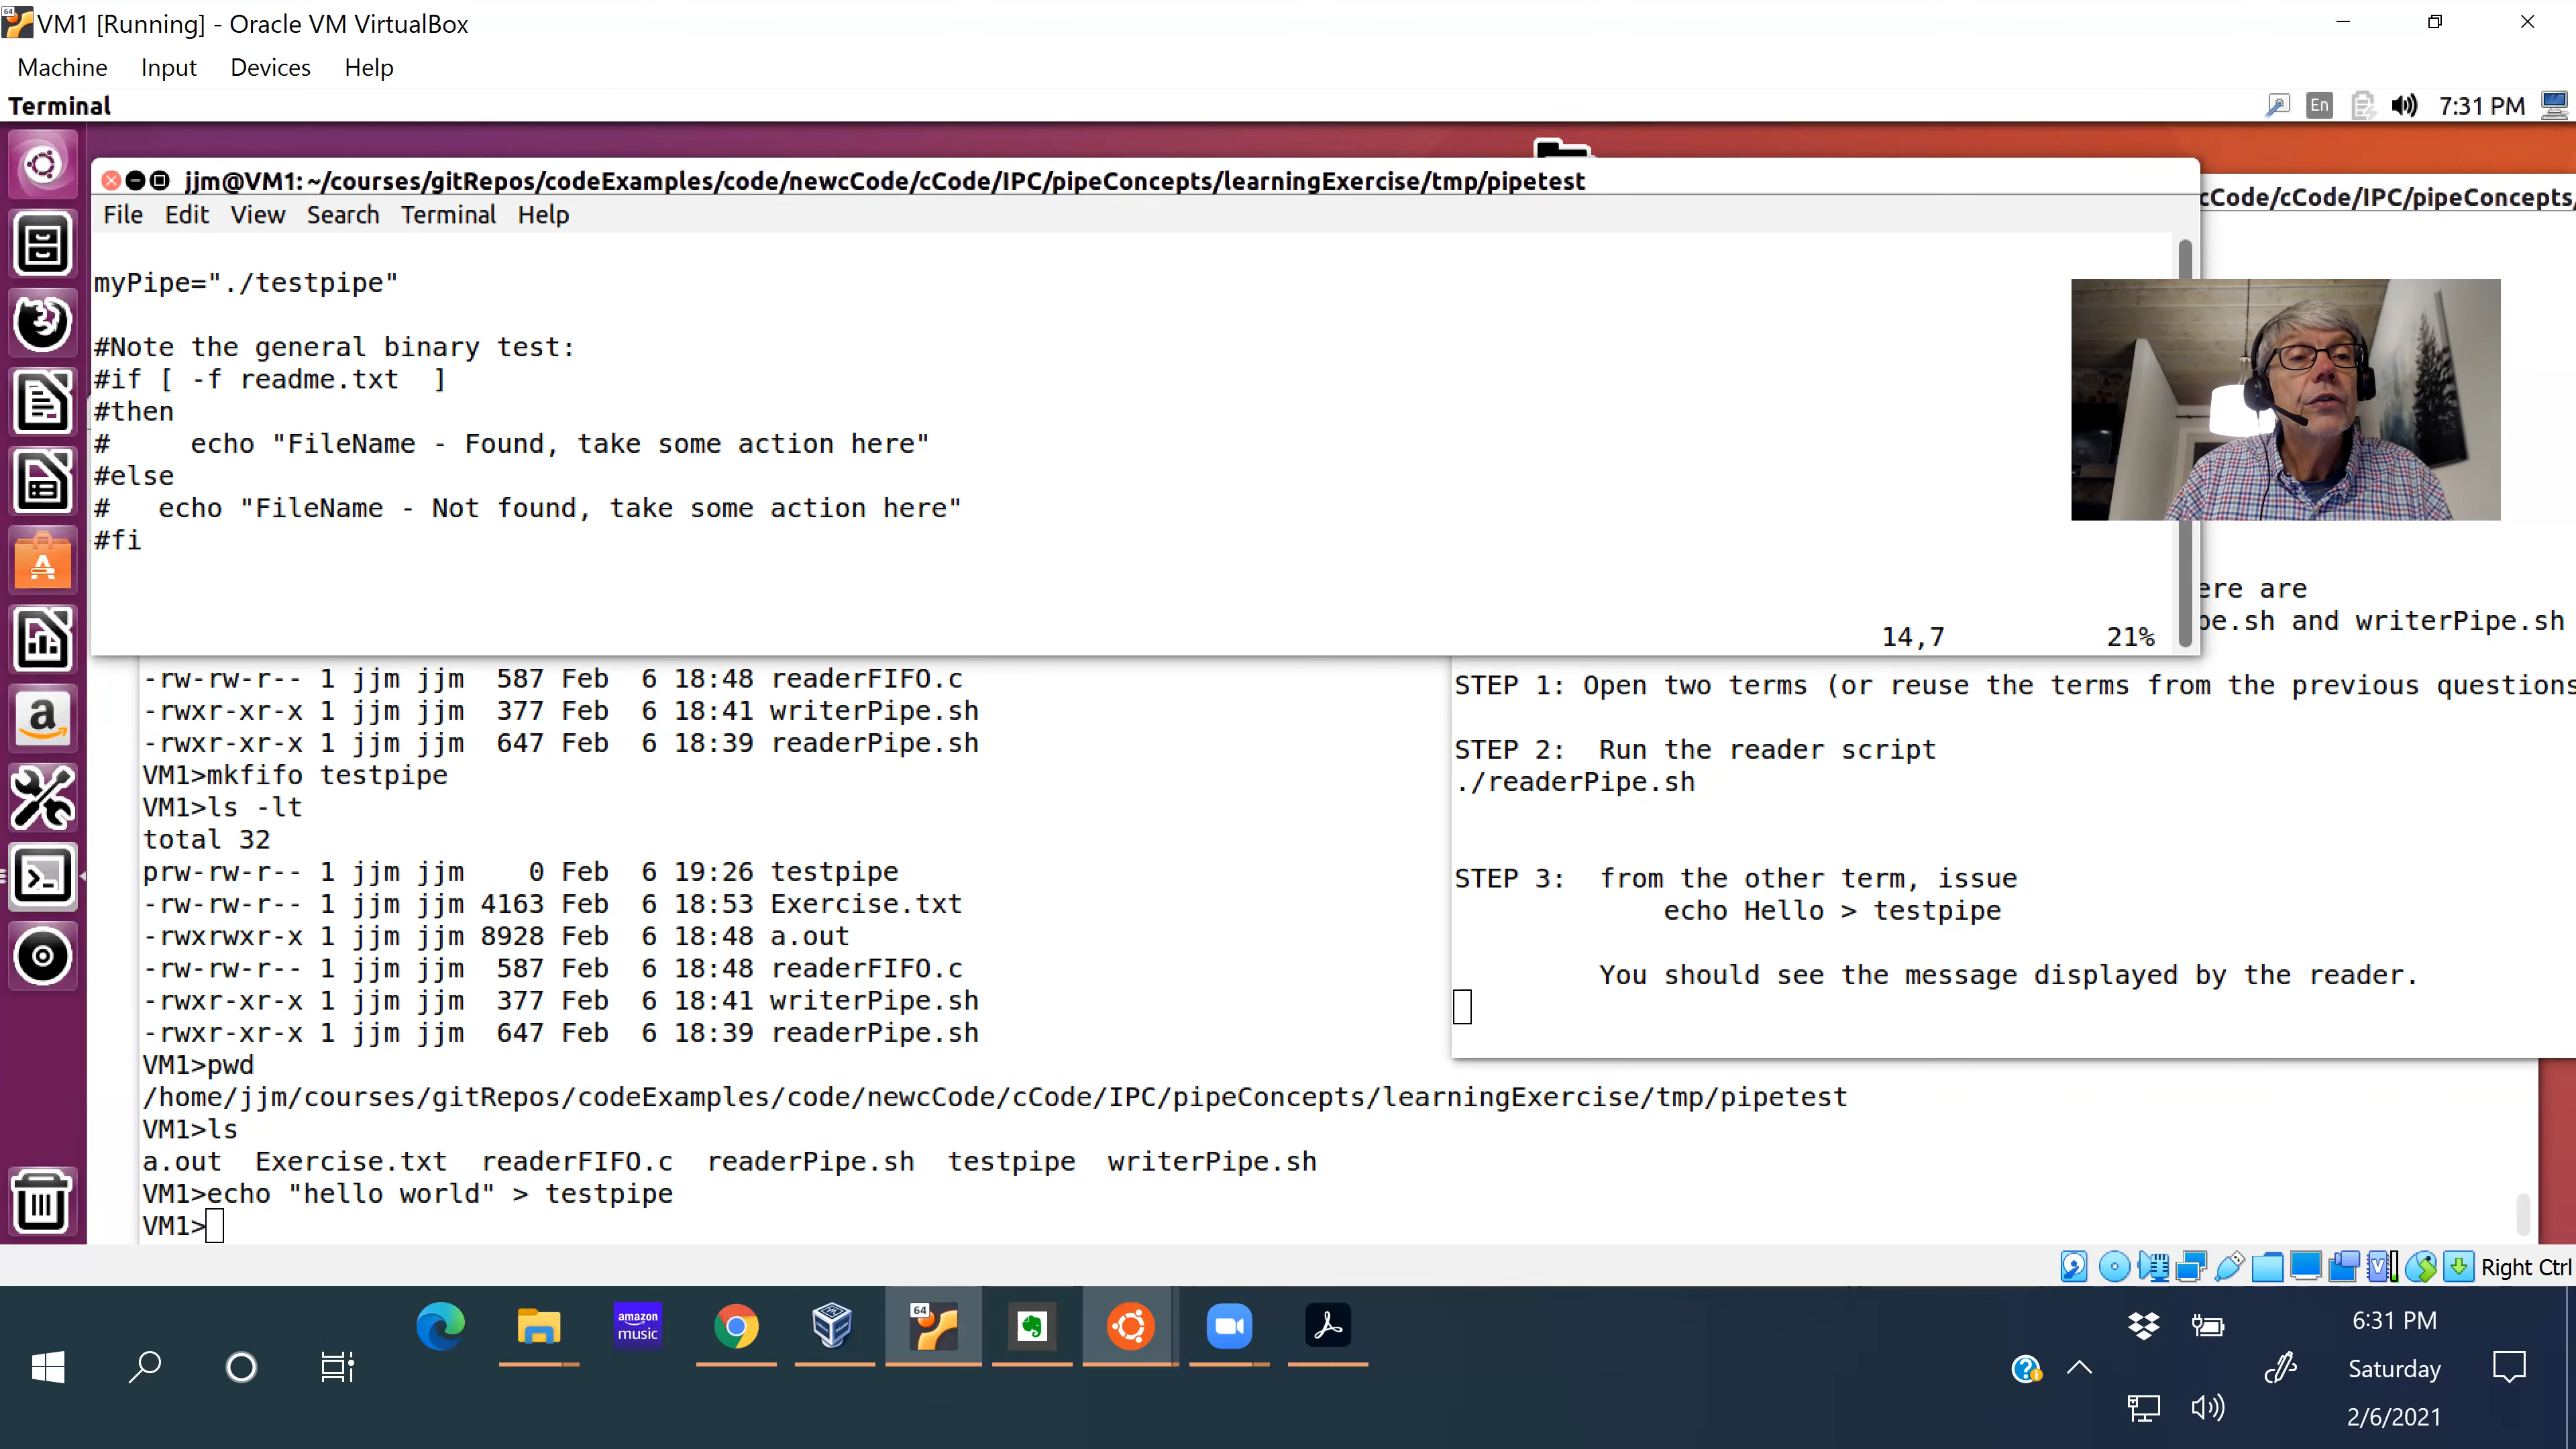 VM1 [Running] - Oracle VM VirtualBox
Machine Input Devices Help
Terminal
En 7:31 PM
jjm@VM1: ~/courses/gitRepos/codeExamples/code/newcCode/cCode/IPC/pipeConcepts/learningExercise/tmp/pipetest
cCode/cCode/IPC/pipeConcepts/
File Edit View Search Terminal Help
myPipe="./testpipe"
#Note the general binary test:
#if [ -f readme.txt  ]
#then
#     echo "FileName - Found, take some action here"
#else
#   echo "FileName - Not found, take some action here"
#fi
14,7 21%
ere are
pe.sh and writerPipe.sh
STEP 1: Open two terms (or reuse the terms from the previous questions
STEP 2:  Run the reader script
./readerPipe.sh
STEP 3:  from the other term, issue
echo Hello > testpipe
You should see the message displayed by the reader.
-rw-rw-r-- 1 jjm jjm  587 Feb  6 18:48 readerFIFO.c
-rwxr-xr-x 1 jjm jjm  377 Feb  6 18:41 writerPipe.sh
-rwxr-xr-x 1 jjm jjm  647 Feb  6 18:39 readerPipe.sh
VM1>mkfifo testpipe
VM1>ls -lt
total 32
prw-rw-r-- 1 jjm jjm    0 Feb  6 19:26 testpipe
-rw-rw-r-- 1 jjm jjm 4163 Feb  6 18:53 Exercise.txt
-rwxrwxr-x 1 jjm jjm 8928 Feb  6 18:48 a.out
-rw-rw-r-- 1 jjm jjm  587 Feb  6 18:48 readerFIFO.c
-rwxr-xr-x 1 jjm jjm  377 Feb  6 18:41 writerPipe.sh
-rwxr-xr-x 1 jjm jjm  647 Feb  6 18:39 readerPipe.sh
VM1>pwd
/home/jjm/courses/gitRepos/codeExamples/code/newcCode/cCode/IPC/pipeConcepts/learningExercise/tmp/pipetest
VM1>ls
a.out  Exercise.txt  readerFIFO.c  readerPipe.sh  testpipe  writerPipe.sh
VM1>echo "hello world" > testpipe
VM1>
Right Ctrl
amazon
music
64
6:31 PM
Saturday
2/6/2021